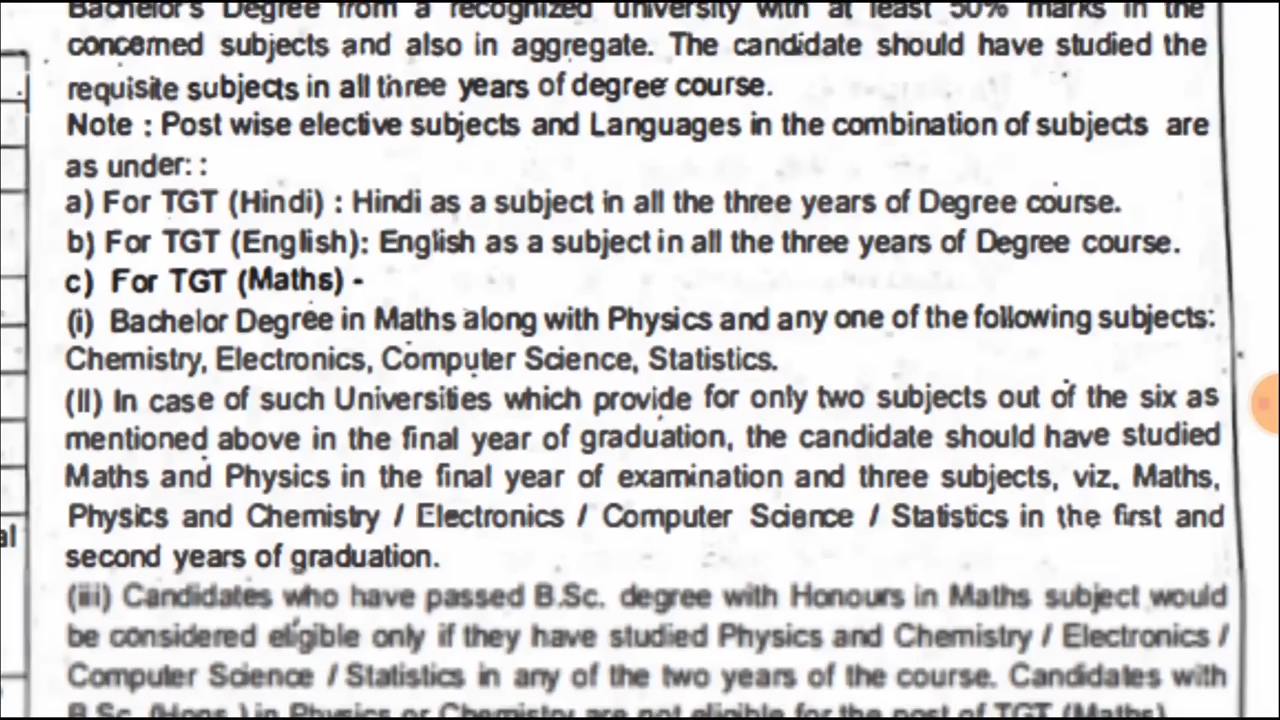 Bachelor's Degree from a recognized university with at least 50% marks in the
concerned subjects and also in aggregate. The candidate should have studied the
requisite subjects in all three years of degree course.
Note : Post wise elective subjects and Languages in the combination of subjects are
as under: :
a) For TGT (Hindi) : Hindi as a subject in all the three years of Degree course.
b) For TGT (English): English as a subject in all the three years of Degree course.
c) For TGT (Maths) -
(i) Bachelor Degree in Maths along with Physics and any one of the following subjects:
Chemistry, Electronics, Computer Science, Statistics.
(II) In case of such Universities which provide for only two subjects out of the six as
mentioned above in the final year of graduation, the candidate should have studied
Maths and Physics in the final year of examination and three subjects, viz, Maths,
Physics and Chemistry / Electronics / Computer Science / Statistics in the first and
second years of graduation.
al
(iii) Candidates who have passed B.Sc. degree with Honours in Maths subject would
be considered eligible only if they have studied Physics and Chemistry / Electronics /
Computer Science / Statistics in any of the two years of the course. Candidates with
B.Sc. (Hons.) in Physics or Chemistry are not eligible for the post of TGT (Maths).